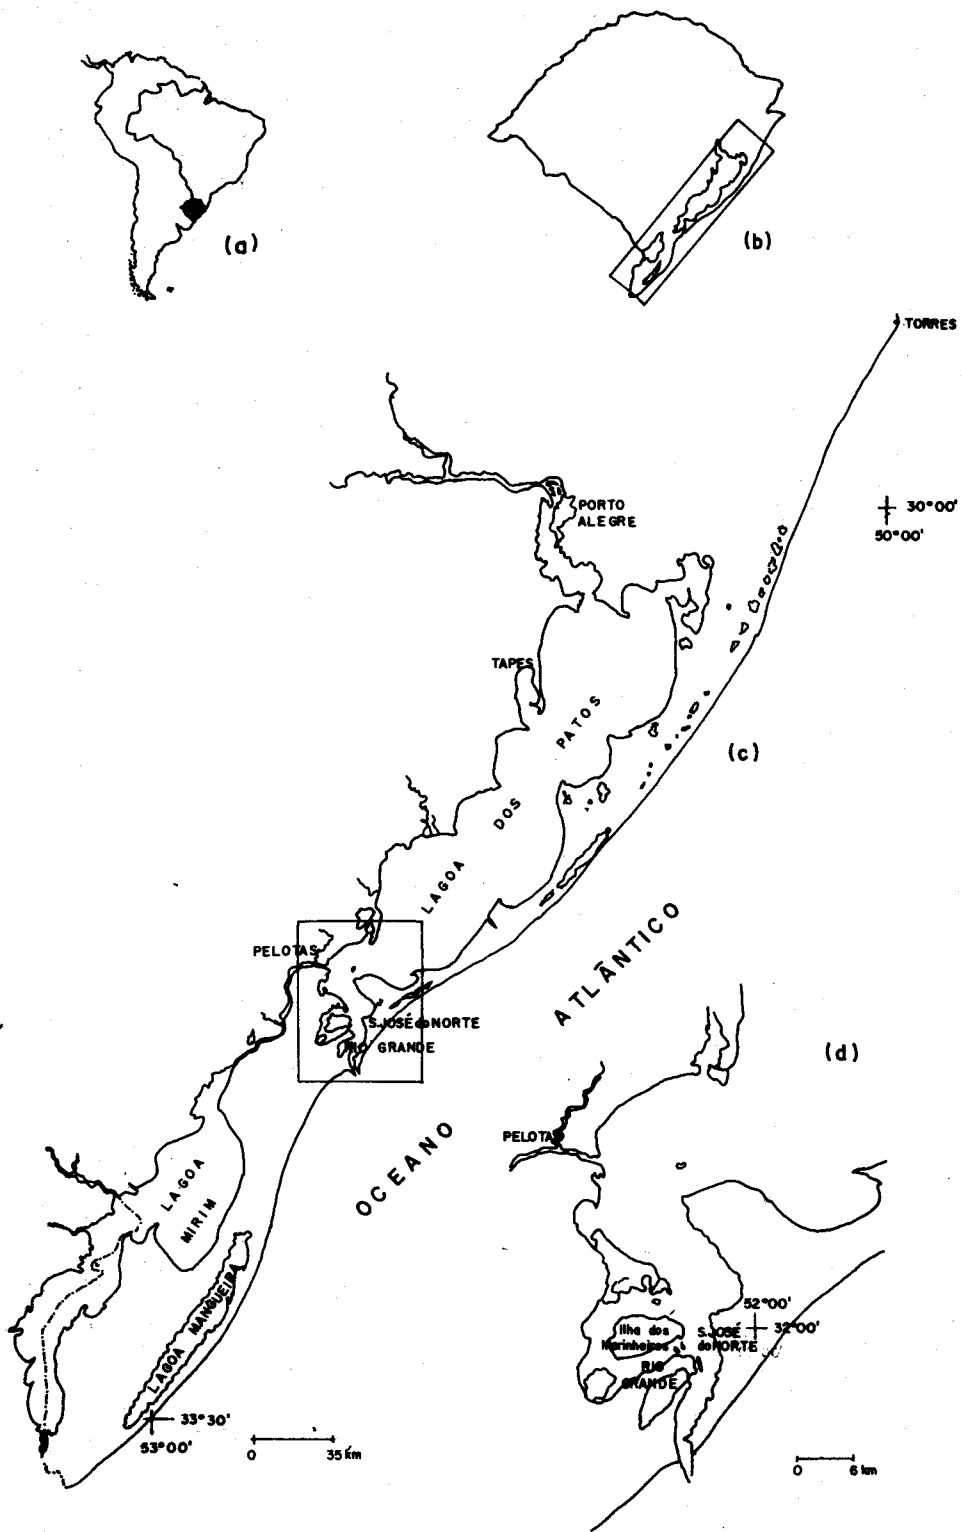 (a)
(b)
TORRES
30°00'
50°00'
PORTO
ALEGRE
TAPES
LAGOA DOS PATOS
(c)
PELOTAS
S.JOSÉ do NORTE
RIO GRANDE
OCEANO ATLÂNTICO
LAGOA
MIRIM
LAGOA MANGUEIRA
33°30'
53°00'
0 35 km
(d)
PELOTAS
52°00'
32°00'
Ilha dos
Marinheiros
S.JOSÉ
do NORTE
RIO
GRANDE
0 6 km